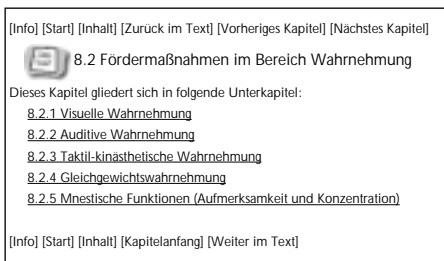 [Info] [Start] [Inhalt] [Zurück im Text] [Vorheriges Kapitel] [Nächstes Kapitel]
8.2 Fördermaßnahmen im Bereich Wahrnehmung
Dieses Kapitel gliedert sich in folgende Unterkapitel:
8.2.1 Visuelle Wahrnehmung
8.2.2 Auditive Wahrnehmung
8.2.3 Taktil-kinästhetische Wahrnehmung
8.2.4 Gleichgewichtswahrnehmung
8.2.5 Mnestische Funktionen (Aufmerksamkeit und Konzentration)
[Info] [Start] [Inhalt] [Kapitelanfang] [Weiter im Text]